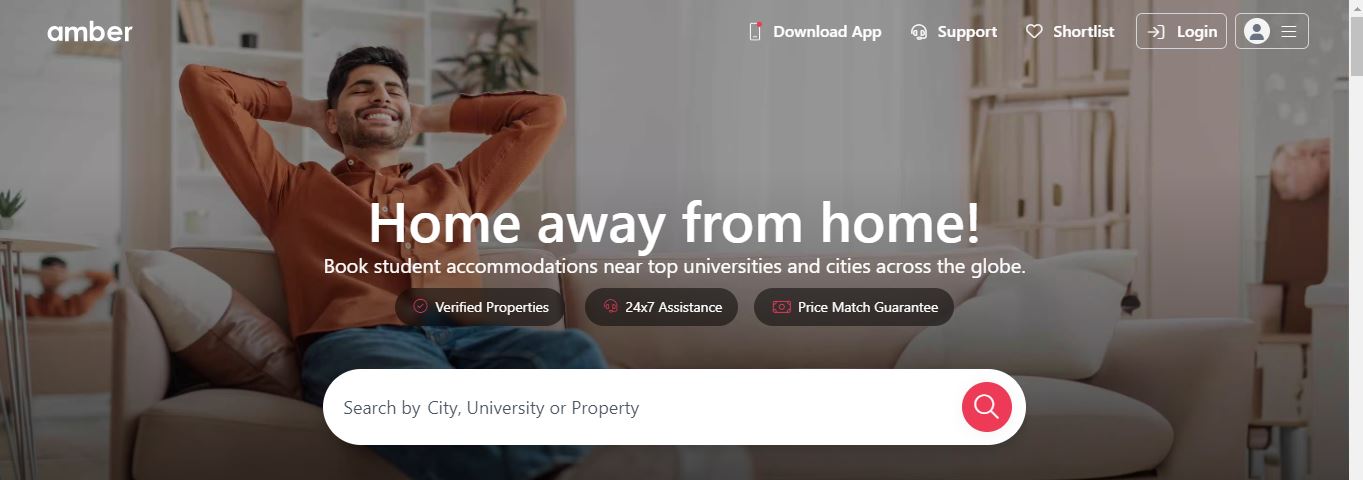 amber
Download App
Support
Shortlist
Login
Home away from home!
Book student accommodations near top universities and cities across the globe.
Verified Properties
24x7 Assistance
Price Match Guarantee
Search by City, University or Property